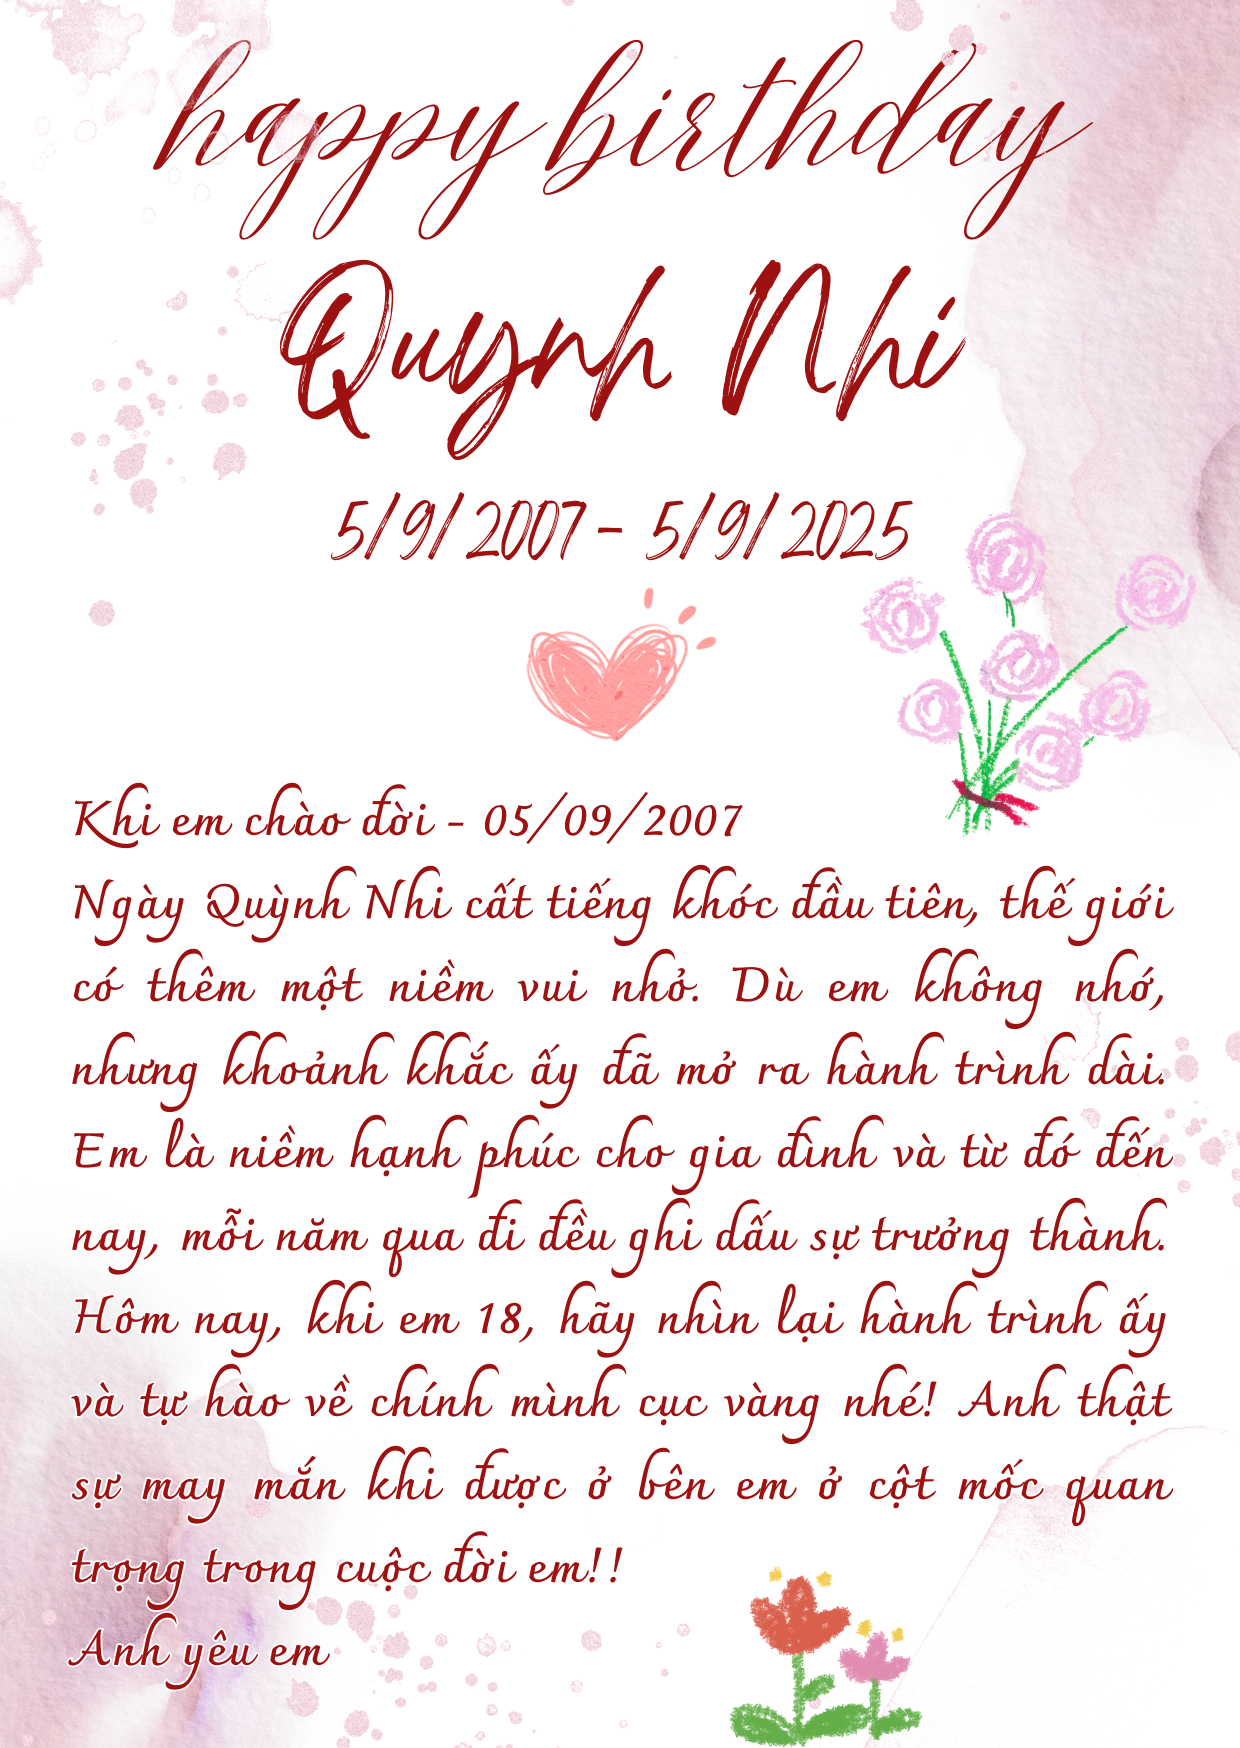 happy birthday
Quynh Nhi
5/9/2007 - 5/9/2025
Khi em chào đời - 05/09/2007
Ngày Quỳnh Nhi cất tiếng khóc đầu tiên, thế giới
có thêm một niềm vui nhỏ. Dù em không nhớ,
nhưng khoảnh khắc ấy đã mở ra hành trình dài.
Em là niềm hạnh phúc cho gia đình và từ đó đến
nay, mỗi năm qua đi đều ghi dấu sự trưởng thành.
Hôm nay, khi em 18, hãy nhìn lại hành trình ấy
và tự hào về chính mình cục vàng nhé! Anh thật
sự may mắn khi được ở bên em ở cột mốc quan
trọng trong cuộc đời em!!
Anh yêu em